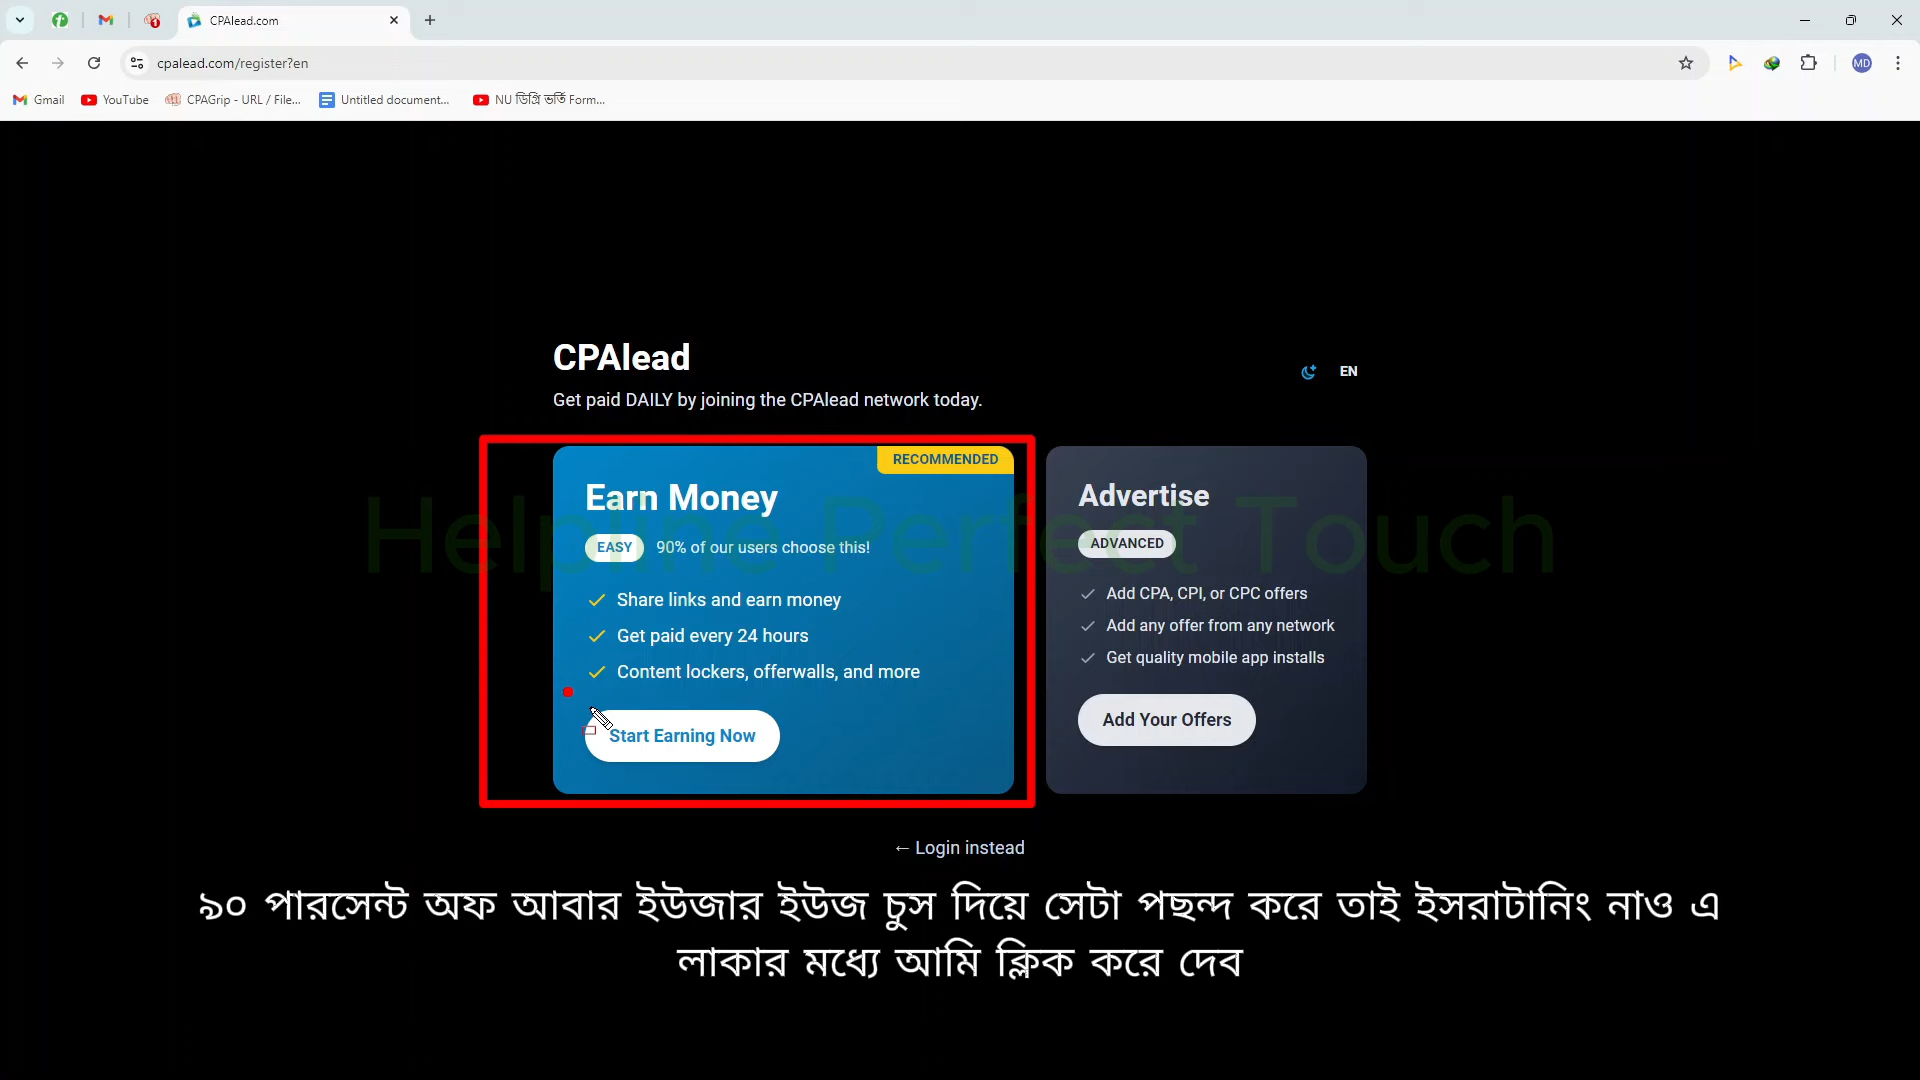 CPAlead.com
cpalead.com/register?en
MD
Gmail
YouTube
CPAGrip - URL / File...
Untitled document...
NU ডিগ্রি ভর্তি Form...
CPAlead
EN
Get paid DAILY by joining the CPAlead network today.
RECOMMENDED
Earn Money
EASY 90% of our users choose this!
Share links and earn money
Get paid every 24 hours
Content lockers, offerwalls, and more
Start Earning Now
Advertise
ADVANCED
Add CPA, CPI, or CPC offers
Add any offer from any network
Get quality mobile app installs
Add Your Offers
Helpline Perfect Touch
← Login instead
৯০ পারসেন্ট অফ আবার ইউজার ইউজ চুস দিয়ে সেটা পছন্দ করে তাই ইসরাটানিং নাও এ
লাকার মধ্যে আমি ক্লিক করে দেব